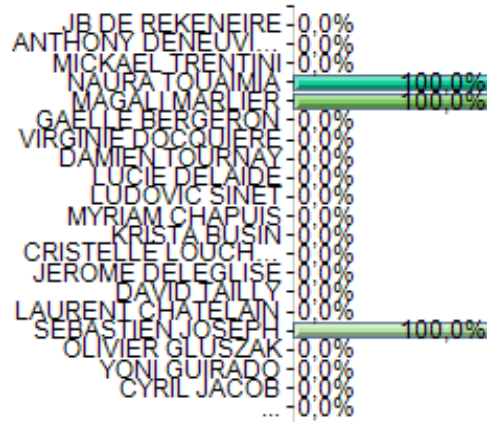 JB DE REKENEIRE 0,0%
ANTHONY DENEUVI... 0,0%
MICKAEL TRENTINI 0,0%
NAURA TOUAIMIA 100,0%
MAGALI MARLIER 100,0%
GAELLE BERGERON 0,0%
VIRGINIE DOCQUIERE 0,0%
DAMIEN TOURNAY 0,0%
LUCIE DELAIDE 0,0%
LUDOVIC SINET 0,0%
MYRIAM CHAPUIS 0,0%
KRISTA BUSIN 0,0%
CRISTELLE LOUCH... 0,0%
JEROME DELEGLISE 0,0%
DAVID TAILLY 0,0%
LAURENT CHATELAIN 0,0%
SEBASTIEN JOSEPH 100,0%
OLIVIER GLUSZAK 0,0%
YONI GUIRADO 0,0%
CYRIL JACOB 0,0%
... 0,0%